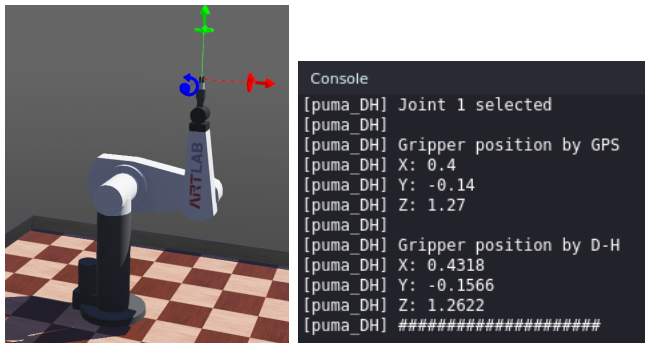 ARTLAB
Console
[puma_DH] Joint 1 selected
[puma_DH]
[puma_DH] Gripper position by GPS
[puma_DH] X: 0.4
[puma_DH] Y: -0.14
[puma_DH] Z: 1.27
[puma_DH]
[puma_DH] Gripper position by D-H
[puma_DH] X: 0.4318
[puma_DH] Y: -0.1566
[puma_DH] Z: 1.2622
[puma_DH] #####################